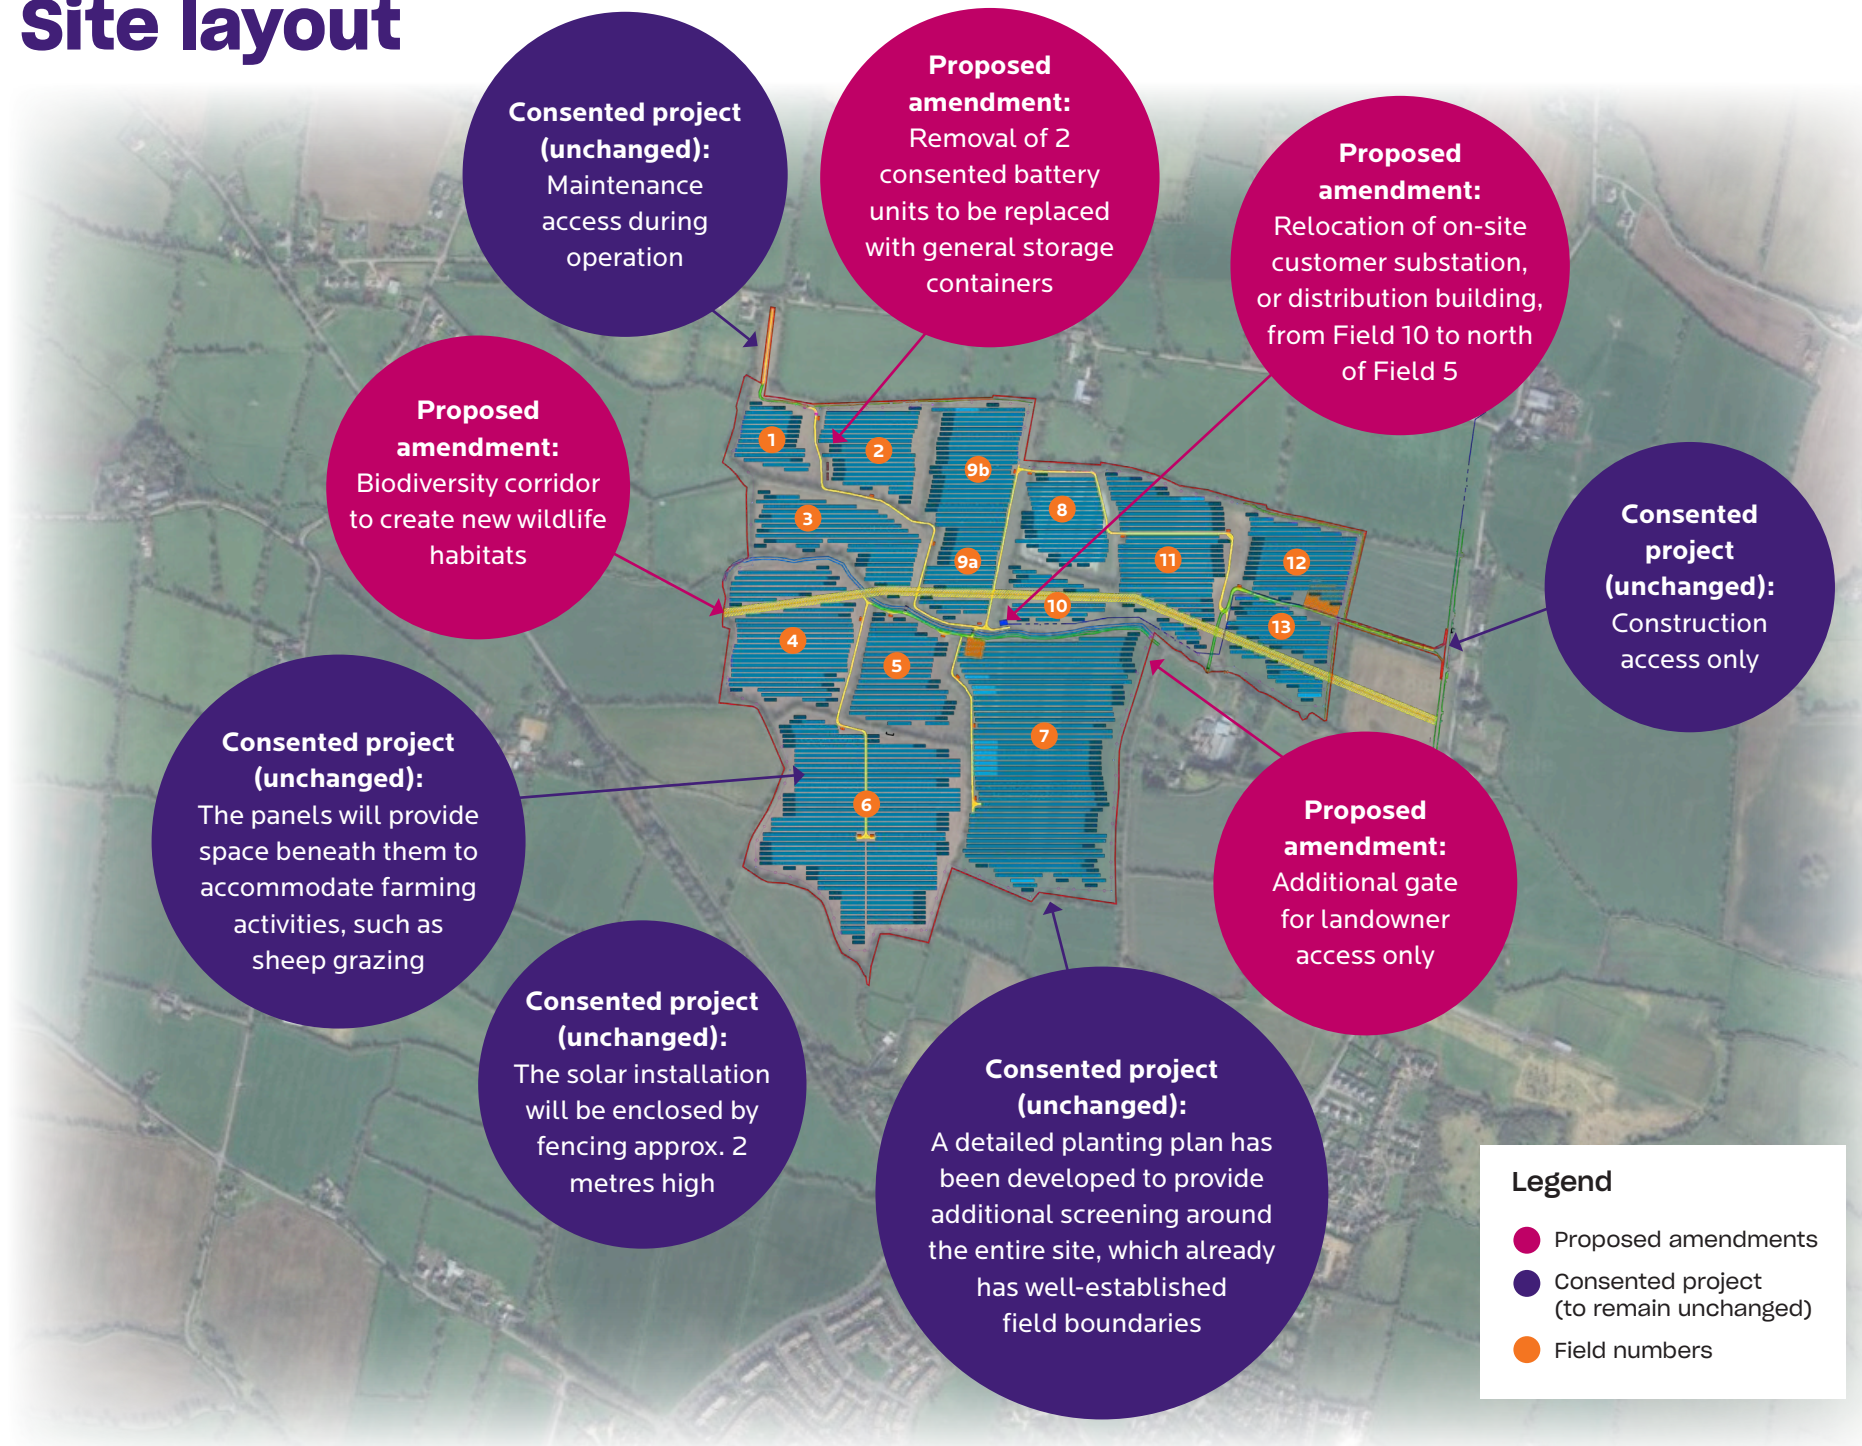 Site layout
Consented project
(unchanged):
Maintenance
access during
operation
Proposed
amendment:
Removal of 2
consented battery
units to be replaced
with general storage
containers
Proposed
amendment:
Relocation of on-site
customer substation,
or distribution building,
from Field 10 to north
of Field 5
Proposed
amendment:
Biodiversity corridor
to create new wildlife
habitats
Consented
project
(unchanged):
Construction
access only
1
2
9b
3
8
9a
11
12
10
13
4
5
7
6
Consented project
(unchanged):
The panels will provide
space beneath them to
accommodate farming
activities, such as
sheep grazing
Proposed
amendment:
Additional gate
for landowner
access only
Consented project
(unchanged):
The solar installation
will be enclosed by
fencing approx. 2
metres high
Consented project
(unchanged):
A detailed planting plan has
been developed to provide
additional screening around
the entire site, which already
has well-established
field boundaries
Legend
Proposed amendments
Consented project
(to remain unchanged)
Field numbers